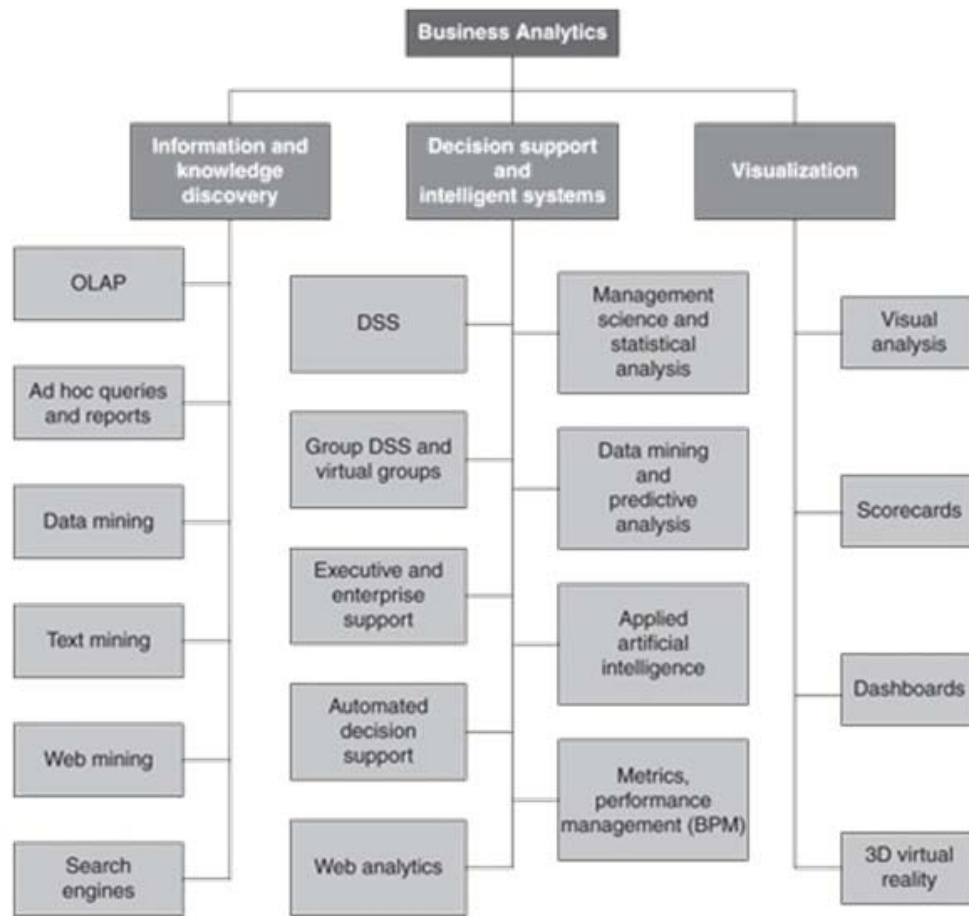 Business Analytics
Information and
knowledge
discovery
Decision support
and
intelligent systems
Visualization
OLAP
Ad hoc queries
and reports
Data mining
Text mining
Web mining
Search
engines
DSS
Group DSS and
virtual groups
Executive and
enterprise
support
Automated
decision
support
Web analytics
Management
science and
statistical
analysis
Data mining
and
predictive
analysis
Applied
artificial
intelligence
Metrics,
performance
management (BPM)
Visual
analysis
Scorecards
Dashboards
3D virtual
reality